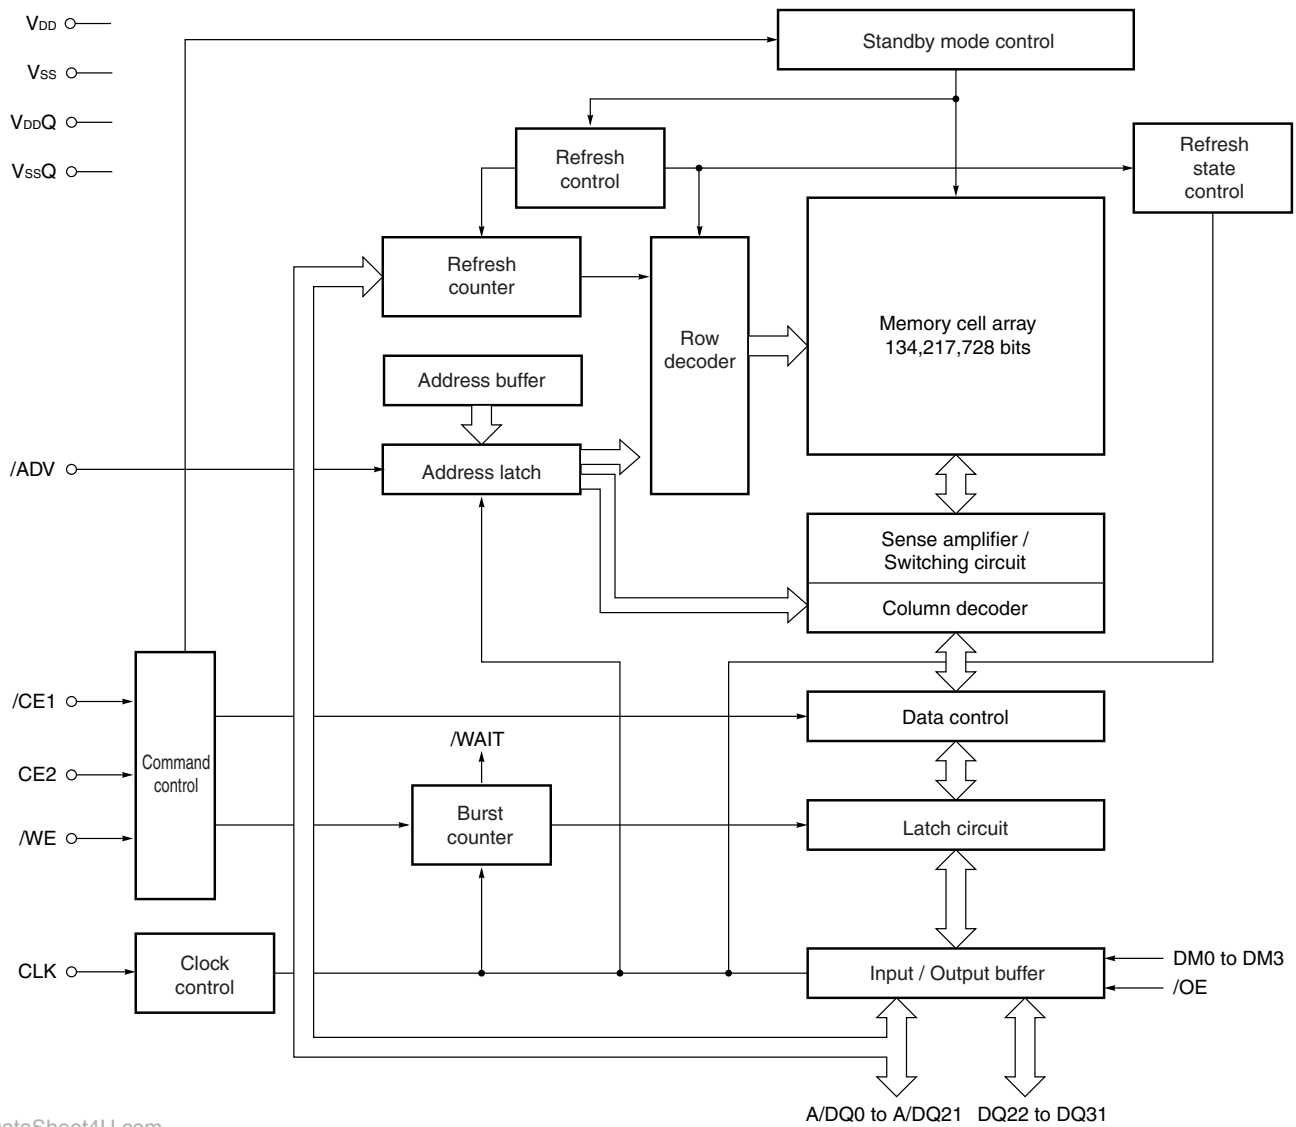 VDD
Standby mode control
VSS
VDDQ
VSSQ
Refresh
control
Refresh
state
control
Refresh
counter
Row
decoder
Memory cell array
134,217,728 bits
Address buffer
/ADV
Address latch
Sense amplifier /
Switching circuit
Column decoder
/CE1
CE2
/WE
Command
control
Data control
/WAIT
Burst
counter
Latch circuit
CLK
Clock
control
Input / Output buffer
DM0 to DM3
/OE
A/DQ0 to A/DQ21
DQ22 to DQ31